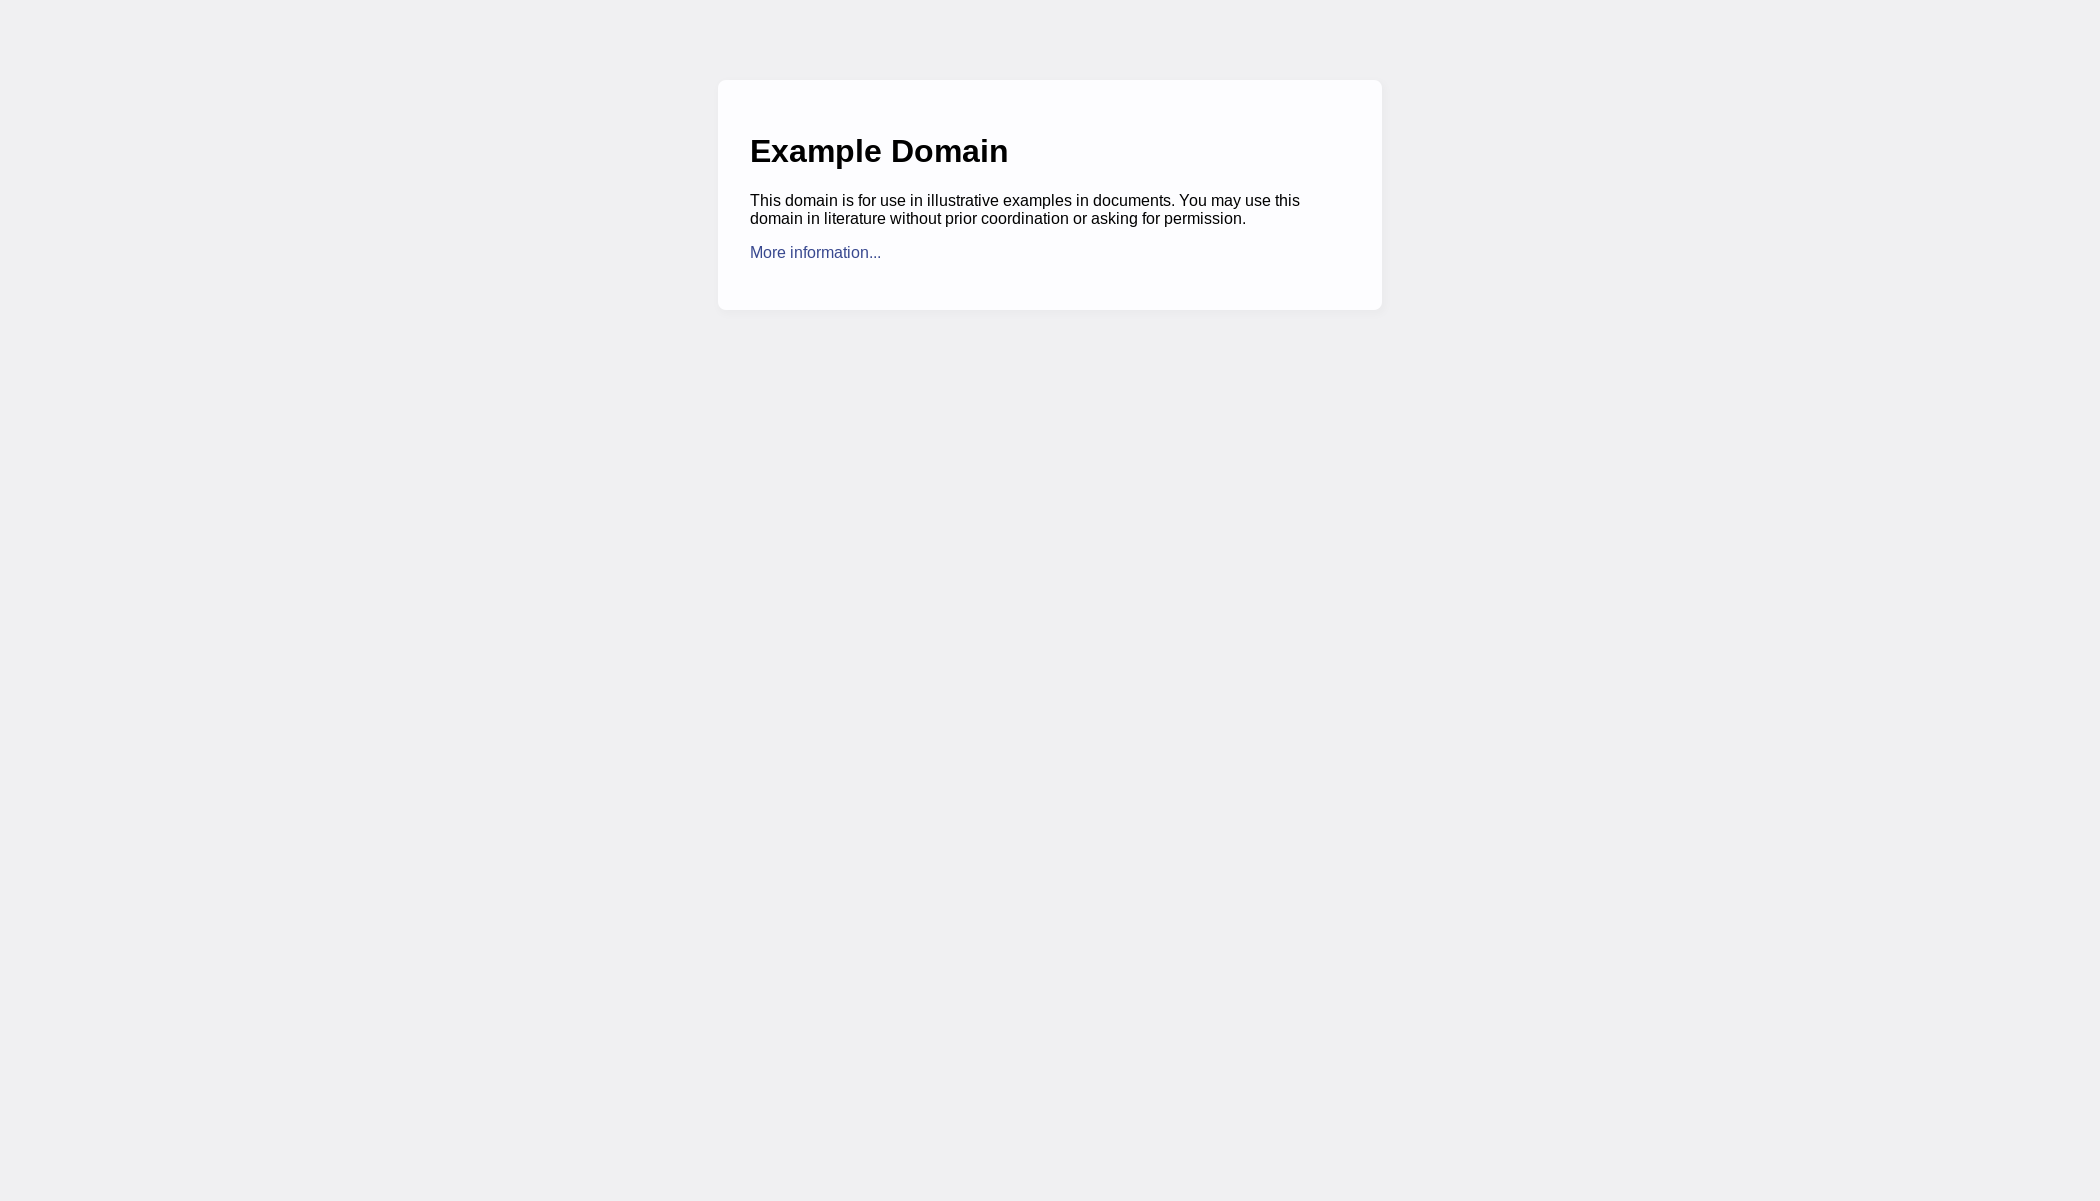 Example Domain
This domain is for use in illustrative examples in documents. You may use this
domain in literature without prior coordination or asking for permission.
More information...